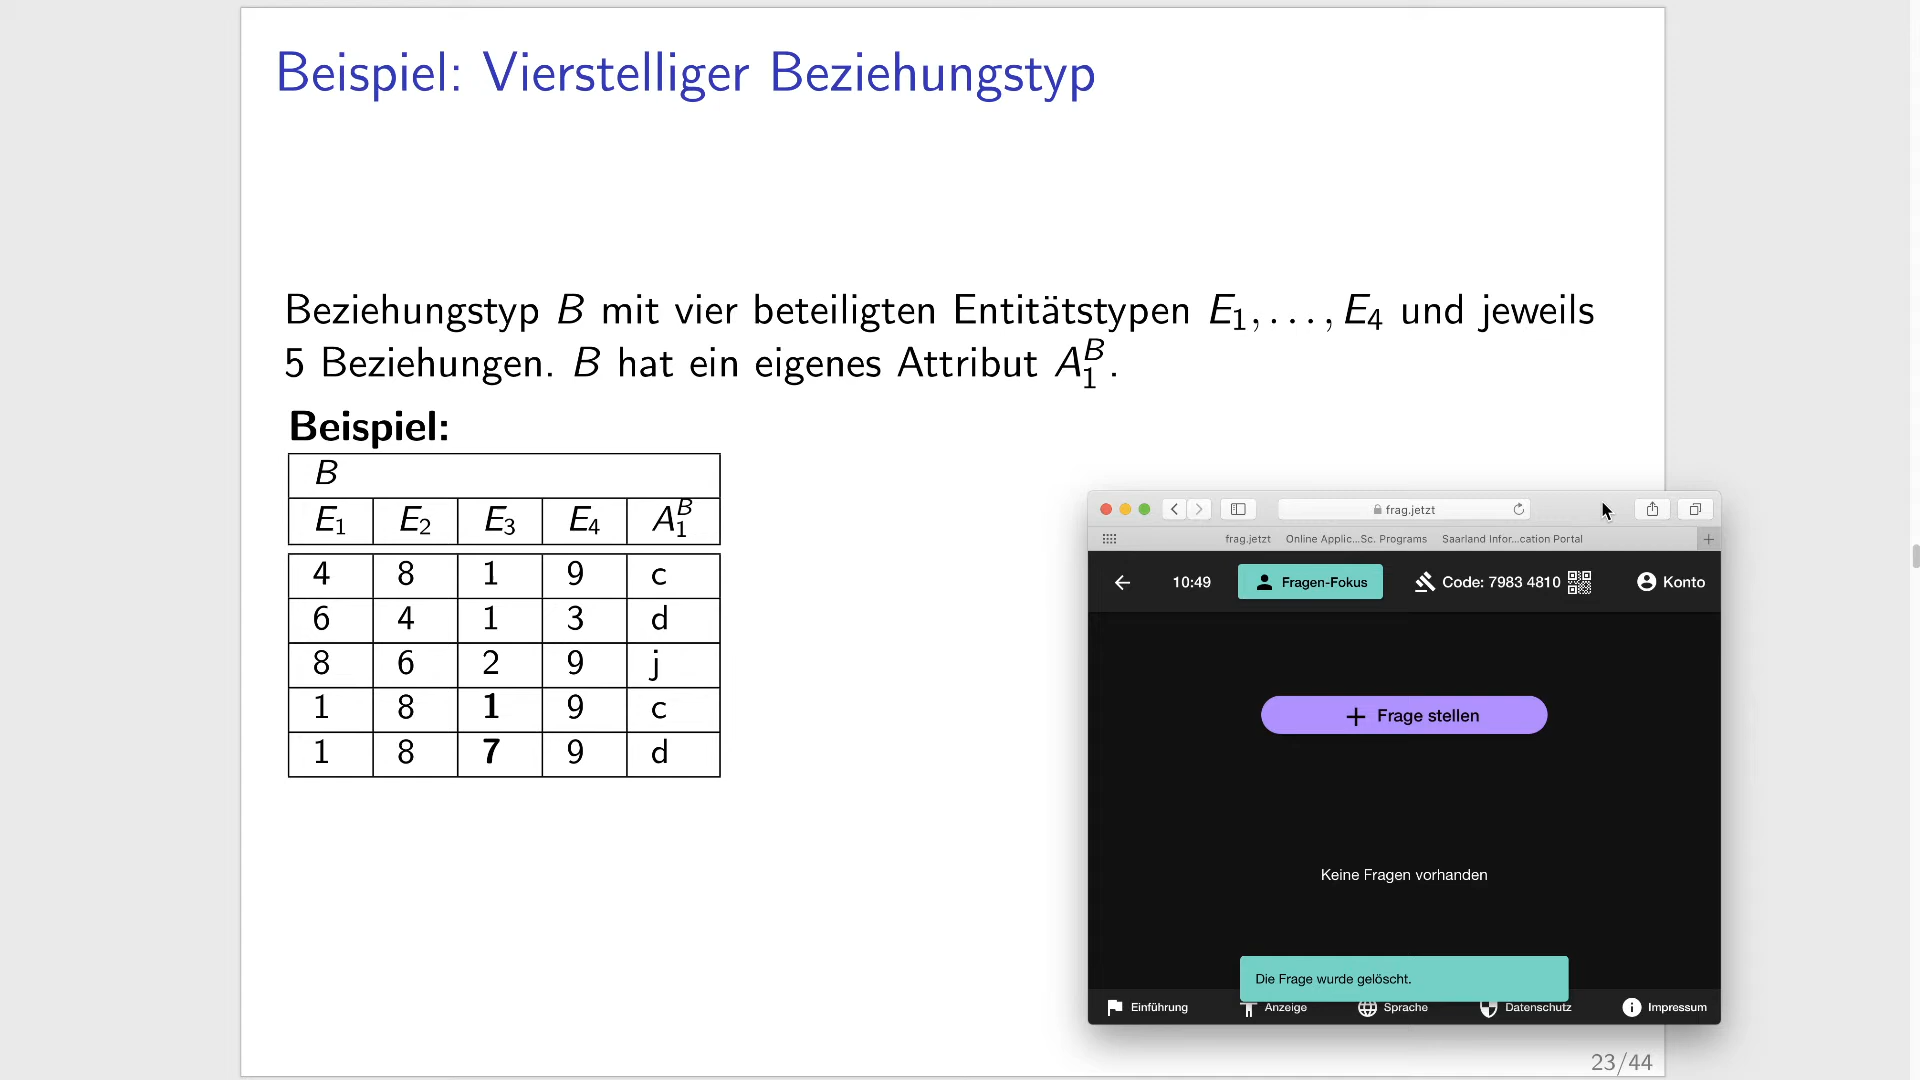 Beispiel: Vierstelliger Beziehungstyp
Beziehungstyp B mit vier beteiligten Entitätstypen E₁, . . . , E₄ und jeweils
5 Beziehungen. B hat ein eigenes Attribut A₁ᴮ.
Beispiel:
B
E₁ E₂ E₃ E₄ A₁ᴮ
4 8 1 9 c
6 4 1 3 d
8 6 2 9 j
1 8 1 9 c
1 8 7 9 d
frag.jetzt
frag.jetzt Online Applic...Sc. Programs Saarland Infor...cation Portal
10:49 Fragen-Fokus Code: 7983 4810 Konto
+ Frage stellen
Keine Fragen vorhanden
Die Frage wurde gelöscht.
Einführung Anzeige Sprache Datenschutz Impressum
23/44